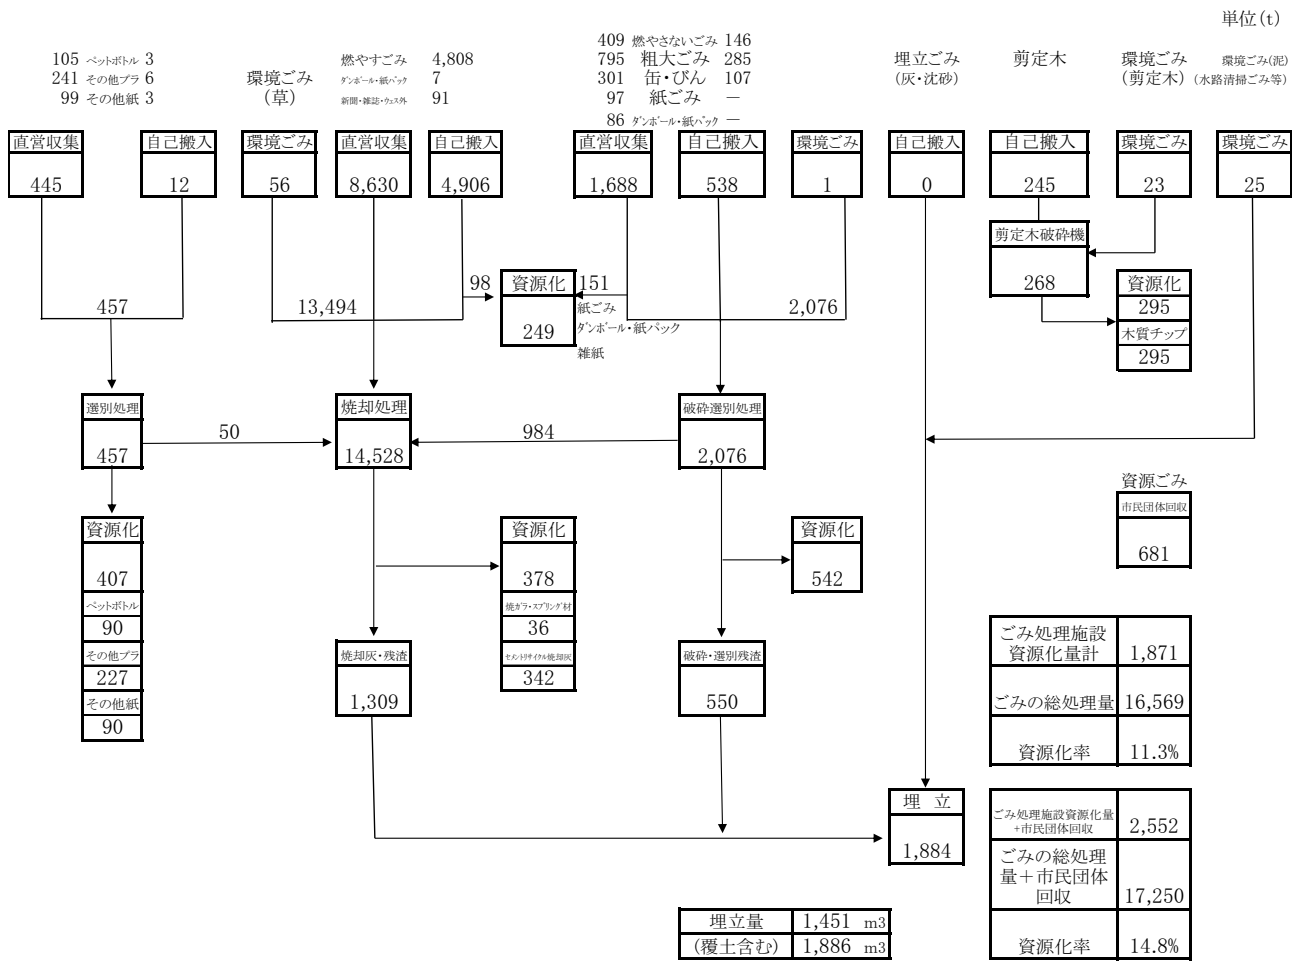 単位(t)
105 ペットボトル 3
241 その他プラ 6
99 その他紙 3
環境ごみ
(草)
燃やすごみ 4,808
ダンボール・紙パック 7
新聞・雑誌・ウェス外 91
409 燃やさないごみ 146
795 粗大ごみ 285
301 缶・びん 107
97 紙ごみ －
86 ダンボール・紙パック －
埋立ごみ
(灰・沈砂)
剪定木
環境ごみ
(剪定木)
環境ごみ(泥)
(水路清掃ごみ等)
直営収集
445
自己搬入
12
環境ごみ
56
直営収集
8,630
自己搬入
4,906
直営収集
1,688
自己搬入
538
環境ごみ
1
自己搬入
0
自己搬入
245
環境ごみ
23
環境ごみ
25
剪定木破砕機
268
457
13,494
98
資源化
249
151
紙ごみ
ダンボール・紙パック
雑紙
2,076
資源化
295
木質チップ
295
選別処理
457
50
焼却処理
14,528
984
破砕選別処理
2,076
資源ごみ
市民団体回収
681
資源化
407
ペットボトル
90
その他プラ
227
その他紙
90
資源化
378
焼ガラ・スプリング材
36
セメントリサイクル焼却灰
342
資源化
542
焼却灰・残渣
1,309
破砕・選別残渣
550
ごみ処理施設
資源化量計 1,871
ごみの総処理量 16,569
資源化率 11.3%
埋 立
1,884
ごみ処理施設資源化量
+市民団体回収 2,552
ごみの総処理
量＋市民団体
回収 17,250
資源化率 14.8%
埋立量 1,451 m3
(覆土含む) 1,886 m3